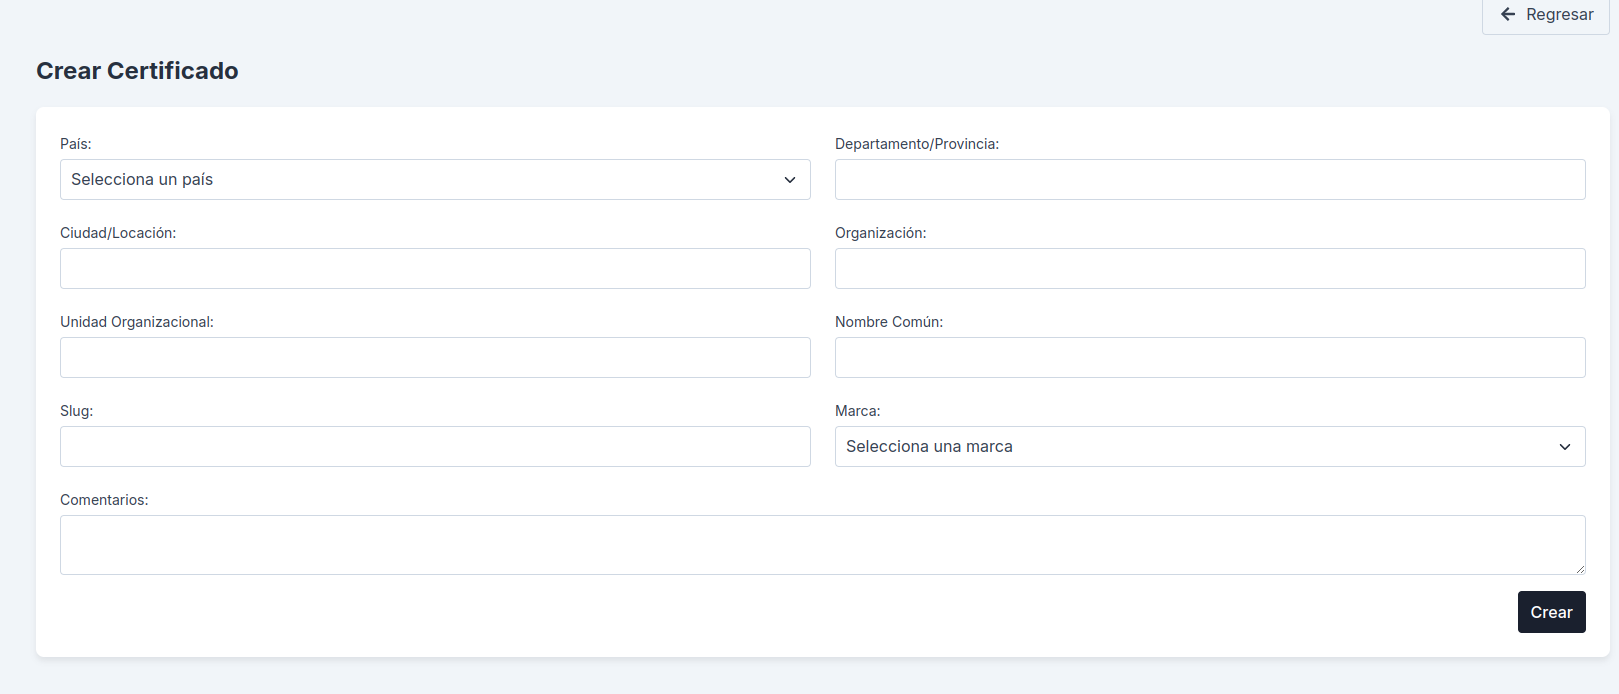 Regresar
Crear Certificado
País:
Departamento/Provincia:
Selecciona un país
Ciudad/Locación:
Organización:
Unidad Organizacional:
Nombre Común:
Slug:
Marca:
Selecciona una marca
Comentarios:
Crear